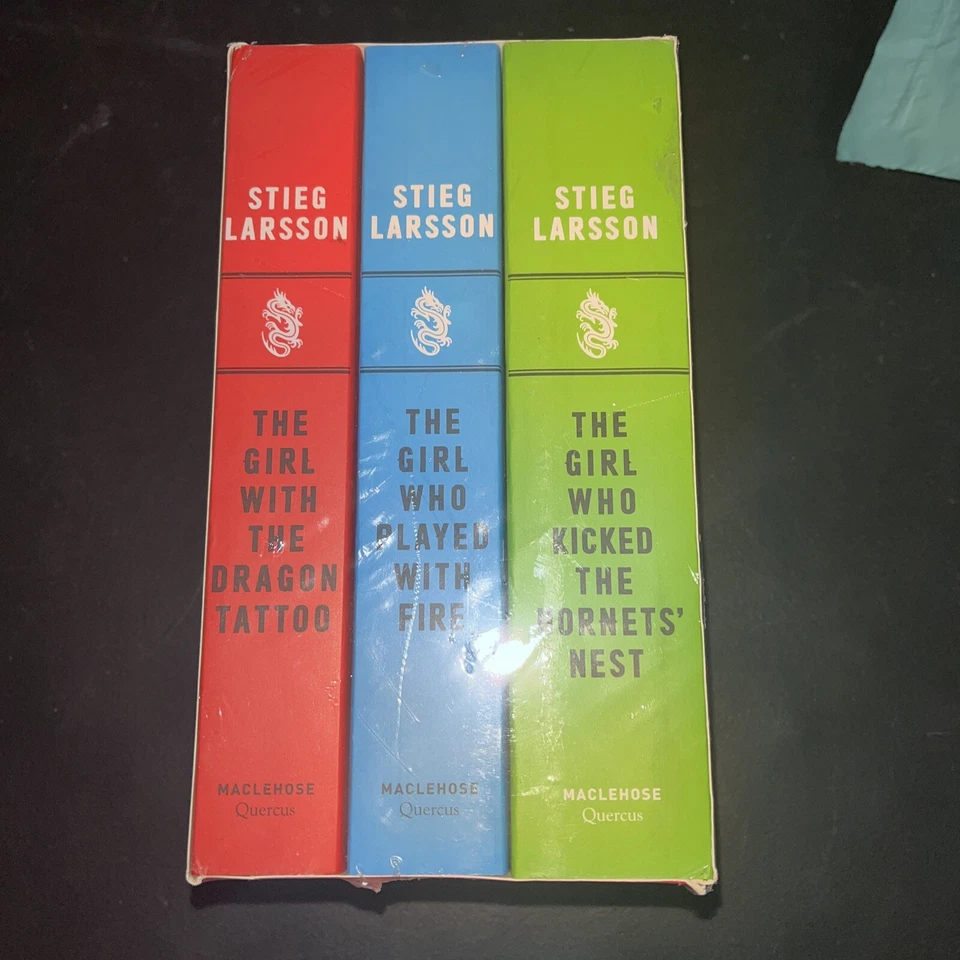 STIEG
LARSSON
THE
GIRL
WITH
THE
DRAGON
TATTOO
MACLEHOSE
Quercus
STIEG
LARSSON
THE
GIRL
WHO
PLAYED
WITH
FIRE
MACLEHOSE
Quercus
STIEG
LARSSON
THE
GIRL
WHO
KICKED
THE
HORNETS'
NEST
MACLEHOSE
Quercus